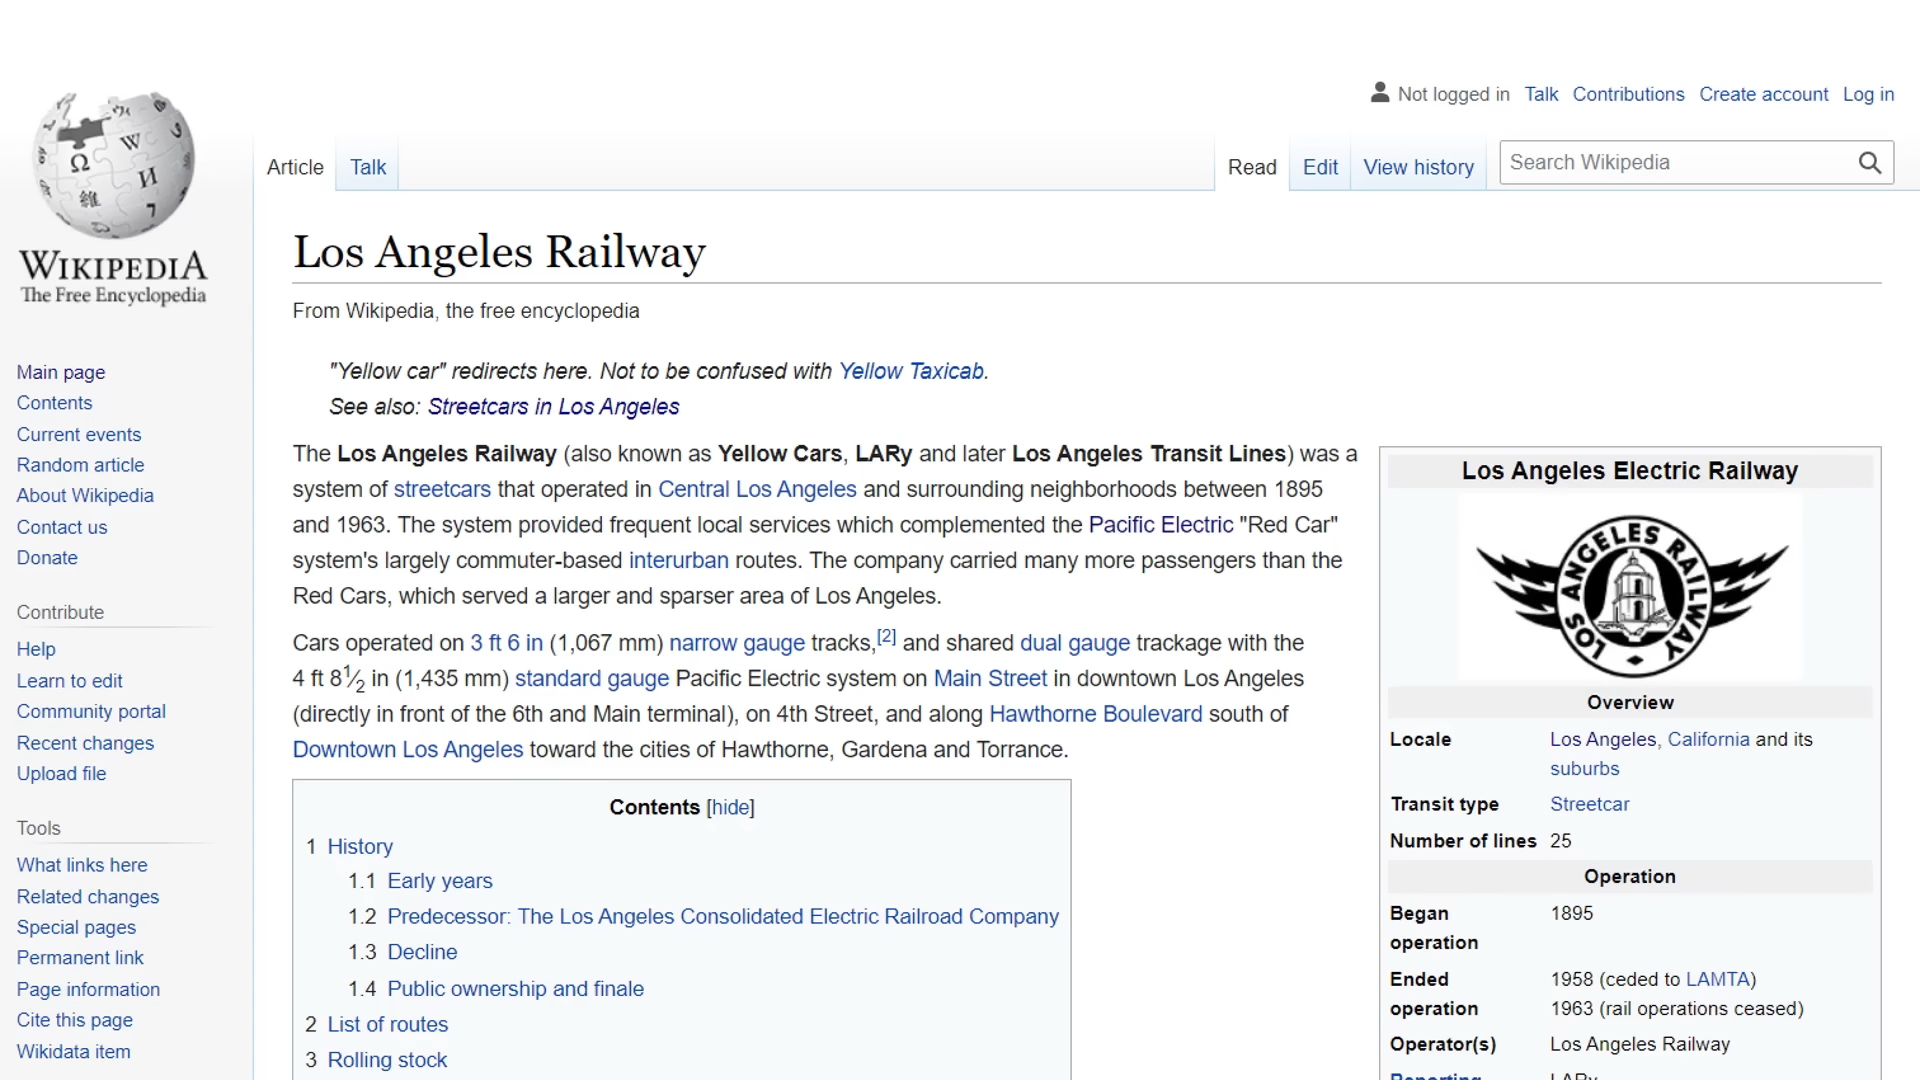 Not logged in Talk Contributions Create account Log in
Article Talk Read Edit View history Search Wikipedia
WIKIPEDIA
The Free Encyclopedia
Main page
Contents
Current events
Random article
About Wikipedia
Contact us
Donate
Contribute
Help
Learn to edit
Community portal
Recent changes
Upload file
Tools
What links here
Related changes
Special pages
Permanent link
Page information
Cite this page
Wikidata item
Los Angeles Railway
From Wikipedia, the free encyclopedia
"Yellow car" redirects here. Not to be confused with Yellow Taxicab.
See also: Streetcars in Los Angeles
The Los Angeles Railway (also known as Yellow Cars, LARy and later Los Angeles Transit Lines) was a
system of streetcars that operated in Central Los Angeles and surrounding neighborhoods between 1895
and 1963. The system provided frequent local services which complemented the Pacific Electric "Red Car"
system's largely commuter-based interurban routes. The company carried many more passengers than the
Red Cars, which served a larger and sparser area of Los Angeles.
Cars operated on 3 ft 6 in (1,067 mm) narrow gauge tracks,[2] and shared dual gauge trackage with the
4 ft 8 1⁄2 in (1,435 mm) standard gauge Pacific Electric system on Main Street in downtown Los Angeles
(directly in front of the 6th and Main terminal), on 4th Street, and along Hawthorne Boulevard south of
Downtown Los Angeles toward the cities of Hawthorne, Gardena and Torrance.
Contents [hide]
1 History
1.1 Early years
1.2 Predecessor: The Los Angeles Consolidated Electric Railroad Company
1.3 Decline
1.4 Public ownership and finale
2 List of routes
3 Rolling stock
Los Angeles Electric Railway
LOS ANGELES RAILWAY
Overview
Locale Los Angeles, California and its
suburbs
Transit type Streetcar
Number of lines 25
Operation
Began 1895
operation
Ended 1958 (ceded to LAMTA)
operation 1963 (rail operations ceased)
Operator(s) Los Angeles Railway
Reporting LARy